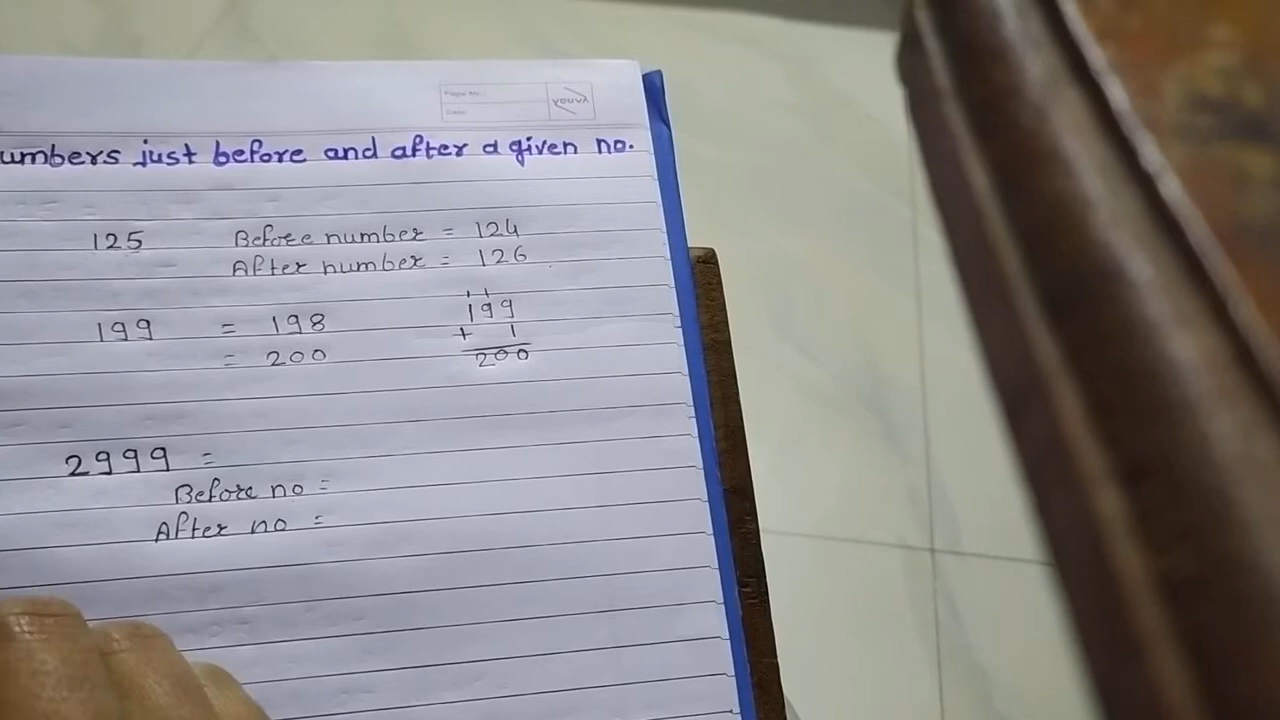 Page No.:
Date:
YOUVA
umbers just before and after a given no.
125 Before number = 124
After number = 126
199 = 198
= 200
1 1
199
+ 1
200
2999 =
Before no =
After no =